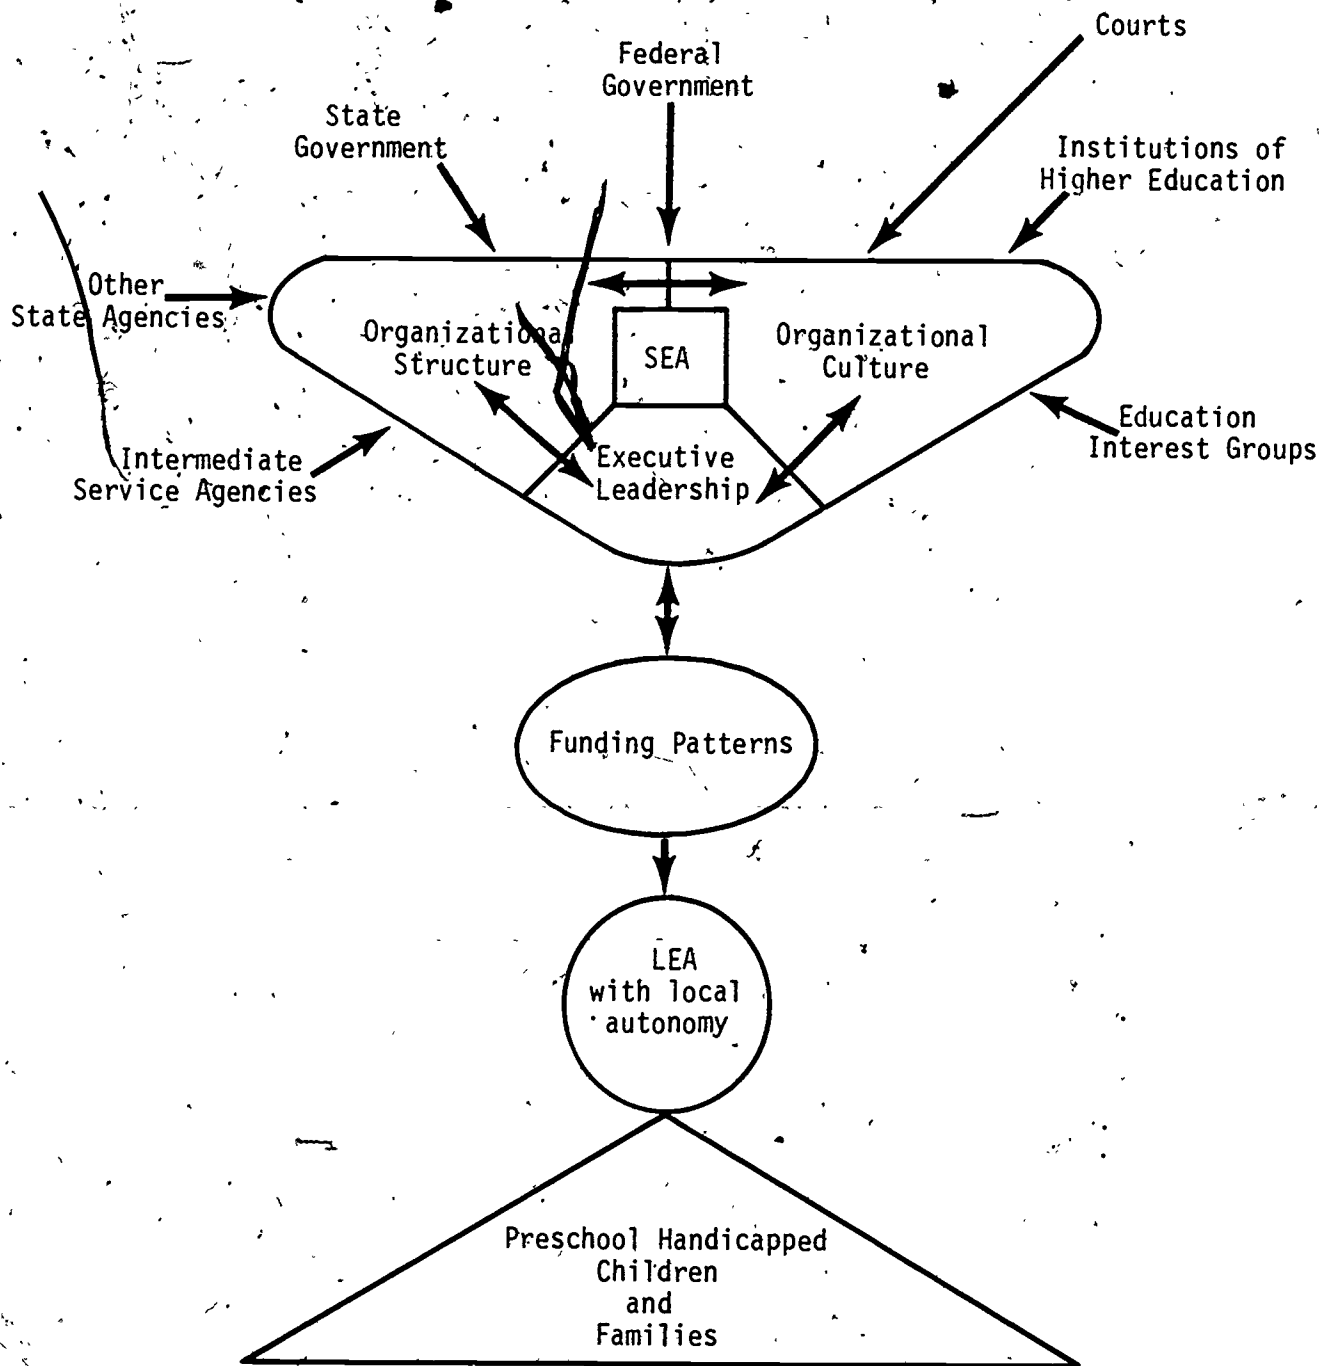 Courts
Federal
Government
State
Government
Institutions of
Higher Education
Other
State Agencies
Organizational
Structure
SEA
Organizational
Culture
Education
Interest Groups
Intermediate
Service Agencies
Executive
Leadership
Funding Patterns
LEA
with local
autonomy
Preschool Handicapped
Children
and
Families